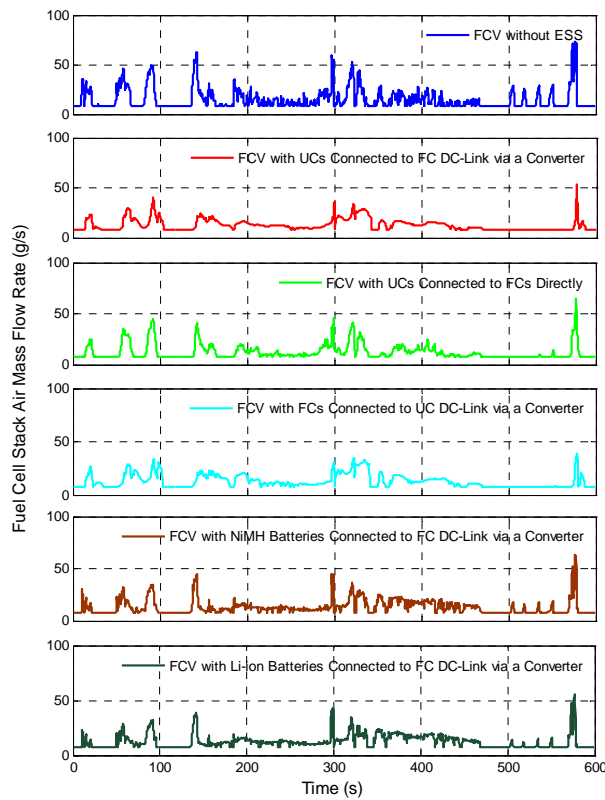 100
50
0
FCV without ESS
100
50
0
FCV with UCs Connected to FC DC-Link via a Converter
100
50
0
FCV with UCs Connected to FCs Directly
100
50
0
FCV with FCs Connected to UC DC-Link via a Converter
100
50
0
FCV with NiMH Batteries Connected to FC DC-Link via a Converter
100
50
0
FCV with Li-ion Batteries Connected to FC DC-Link via a Converter
0 100 200 300 400 500 600
Time (s)
Fuel Cell Stack Air Mass Flow Rate (g/s)